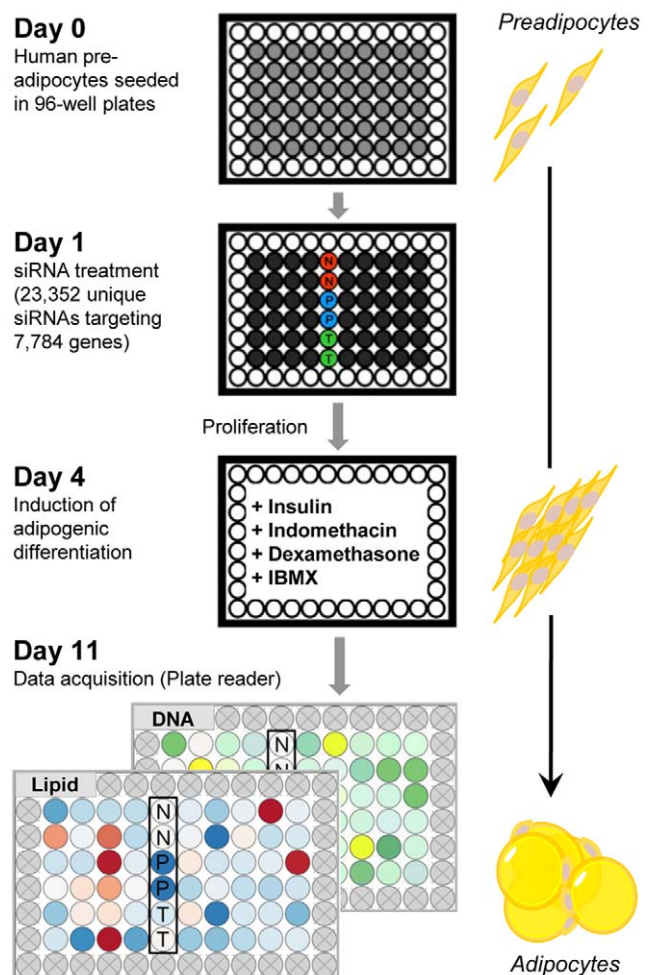 Day 0
Human pre-
adipocytes seeded
in 96-well plates
Preadipocytes
Day 1
siRNA treatment
(23,352 unique
siRNAs targeting
7,784 genes)
N
N
P
P
T
T
Proliferation
Day 4
Induction of
adipogenic
differentiation
+ Insulin
+ Indomethacin
+ Dexamethasone
+ IBMX
Day 11
Data acquisition (Plate reader)
DNA
N
Lipid
N
N
P
P
T
T
Adipocytes